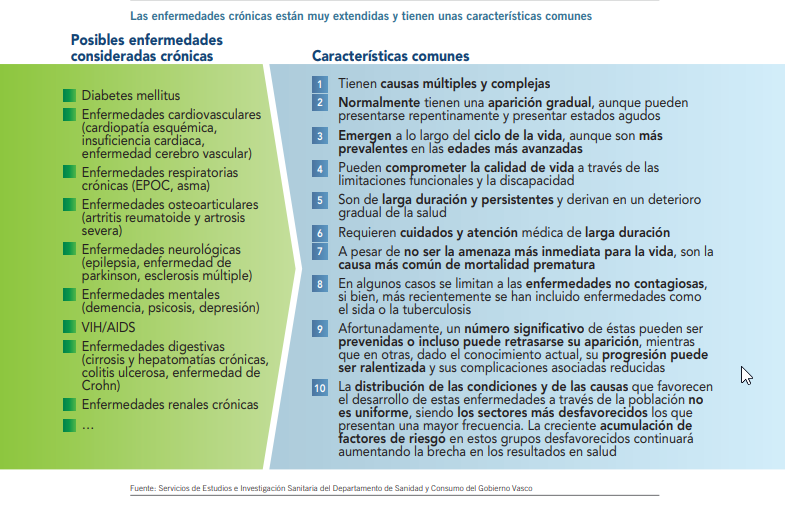 Las enfermedades crónicas están muy extendidas y tienen unas características comunes
Posibles enfermedades
consideradas crónicas
Diabetes mellitus
Enfermedades cardiovasculares
(cardiopatía esquémica,
insuficiencia cardiaca,
enfermedad cerebro vascular)
Enfermedades respiratorias
crónicas (EPOC, asma)
Enfermedades osteoarticulares
(artritis reumatoide y artrosis
severa)
Enfermedades neurológicas
(epilepsia, enfermedad de
parkinson, esclerosis múltiple)
Enfermedades mentales
(demencia, psicosis, depresión)
VIH/AIDS
Enfermedades digestivas
(cirrosis y hepatomatías crónicas,
colitis ulcerosa, enfermedad de
Crohn)
Enfermedades renales crónicas
...
Características comunes
1 Tienen causas múltiples y complejas
2 Normalmente tienen una aparición gradual, aunque pueden
presentarse repentinamente y presentar estados agudos
3 Emergen a lo largo del ciclo de la vida, aunque son más
prevalentes en las edades más avanzadas
4 Pueden comprometer la calidad de vida a través de las
limitaciones funcionales y la discapacidad
5 Son de larga duración y persistentes y derivan en un deterioro
gradual de la salud
6 Requieren cuidados y atención médica de larga duración
7 A pesar de no ser la amenaza más inmediata para la vida, son la
causa más común de mortalidad prematura
8 En algunos casos se limitan a las enfermedades no contagiosas,
si bien, más recientemente se han incluido enfermedades como
el sida o la tuberculosis
9 Afortunadamente, un número significativo de éstas pueden ser
prevenidas o incluso puede retrasarse su aparición, mientras
que en otras, dado el conocimiento actual, su progresión puede
ser ralentizada y sus complicaciones asociadas reducidas
10 La distribución de las condiciones y de las causas que favorecen
el desarrollo de estas enfermedades a través de la población no
es uniforme, siendo los sectores más desfavorecidos los que
presentan una mayor frecuencia. La creciente acumulación de
factores de riesgo en estos grupos desfavorecidos continuará
aumentando la brecha en los resultados en salud
Fuente: Servicios de Estudios e Investigación Sanitaria del Departamento de Sanidad y Consumo del Gobierno Vasco